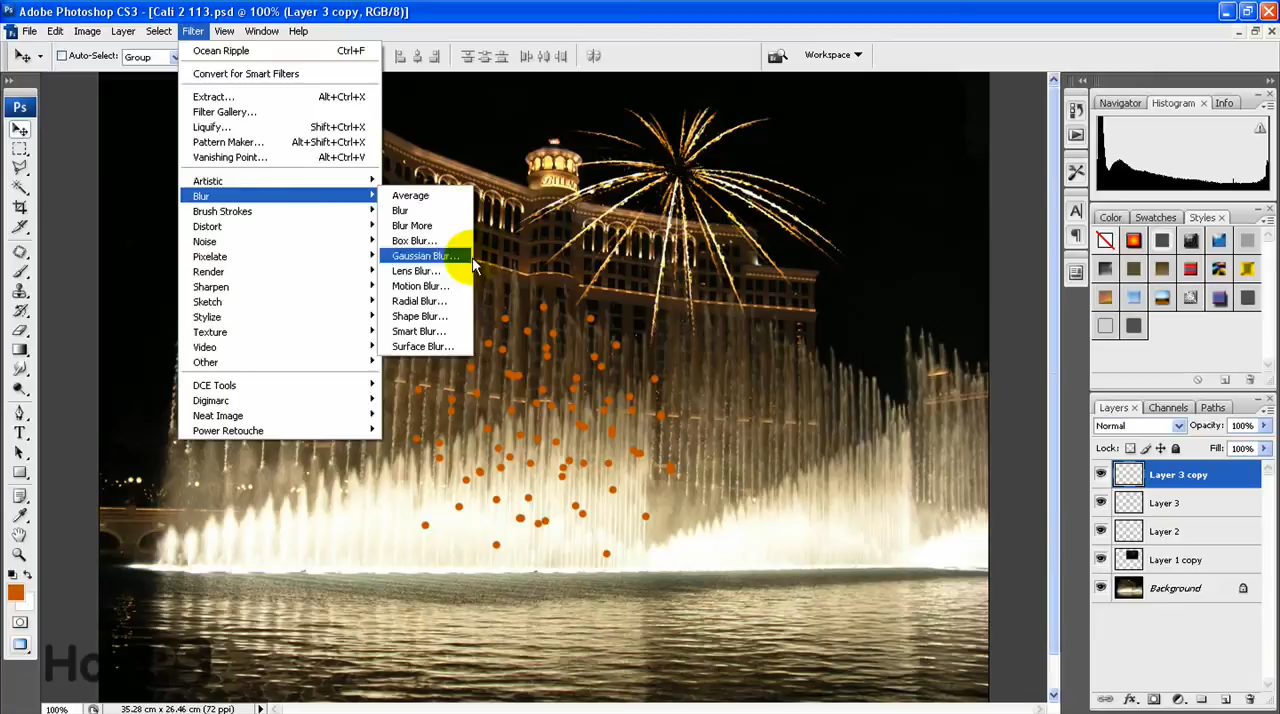 Adobe Photoshop CS3 - [Cali 2 113.psd @ 100% (Layer 3 copy, RGB/8)]
File Edit Image Layer Select Filter View Window Help
Auto-Select: Group
Workspace
Ocean Ripple Ctrl+F
Convert for Smart Filters
Extract... Alt+Ctrl+X
Filter Gallery...
Liquify... Shift+Ctrl+X
Pattern Maker... Alt+Shift+Ctrl+X
Vanishing Point... Alt+Ctrl+V
Artistic
Blur
Brush Strokes
Distort
Noise
Pixelate
Render
Sharpen
Sketch
Stylize
Texture
Video
Other
DCE Tools
Digimarc
Neat Image
Power Retouche
Average
Blur
Blur More
Box Blur...
Gaussian Blur...
Lens Blur...
Motion Blur...
Radial Blur...
Shape Blur...
Smart Blur...
Surface Blur...
Ps
Navigator Histogram Info
Color Swatches Styles
Layers Channels Paths
Normal Opacity: 100%
Lock: Fill: 100%
Layer 3 copy
Layer 3
Layer 2
Layer 1 copy
Background
100% 35.28 cm x 26.46 cm (72 ppi)